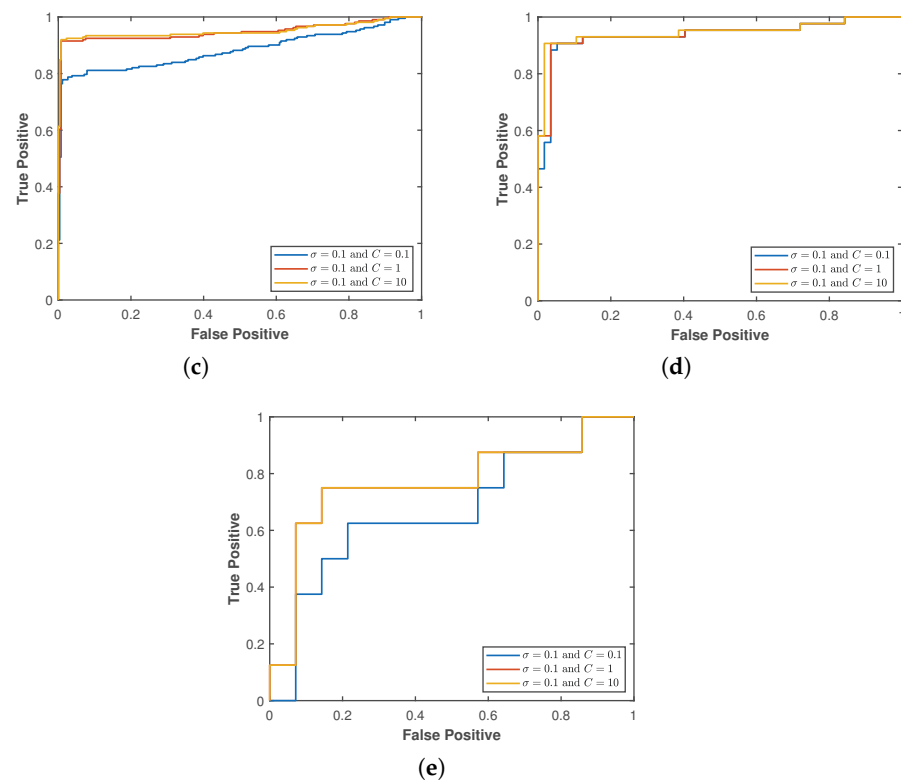 1
0.8
0.6
0.4
0.2
0
True Positive
σ = 0.1 and C = 0.1
σ = 0.1 and C = 1
σ = 0.1 and C = 10
0 0.2 0.4 0.6 0.8 1
False Positive
(c)
1
0.8
0.6
0.4
0.2
0
True Positive
σ = 0.1 and C = 0.1
σ = 0.1 and C = 1
σ = 0.1 and C = 10
0 0.2 0.4 0.6 0.8 1
False Positive
(d)
1
0.8
0.6
0.4
0.2
0
True Positive
σ = 0.1 and C = 0.1
σ = 0.1 and C = 1
σ = 0.1 and C = 10
0 0.2 0.4 0.6 0.8 1
False Positive
(e)